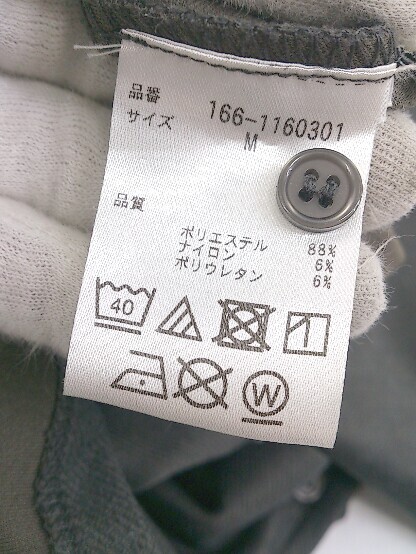 品番 166-1160301
サイズ M
品質
ポリエステル 88%
ナイロン 6%
ポリウレタン 6%
40
W